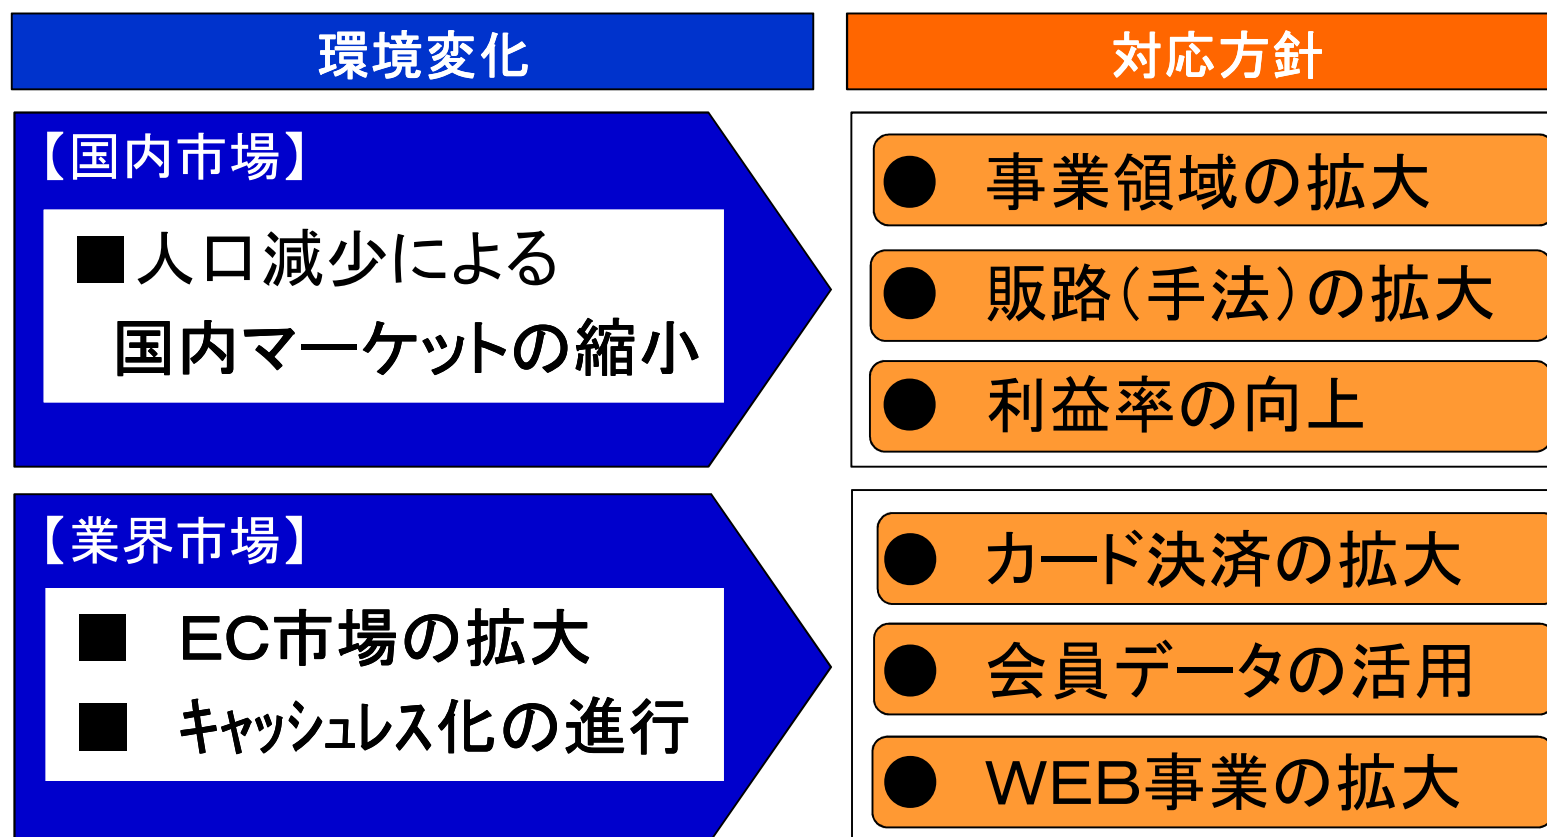 環境変化
対応方針
【国内市場】
■人口減少による
国内マーケットの縮小
● 事業領域の拡大
● 販路(手法)の拡大
● 利益率の向上
【業界市場】
■ EC市場の拡大
■ キャッシュレス化の進行
● カード決済の拡大
● 会員データの活用
● WEB事業の拡大